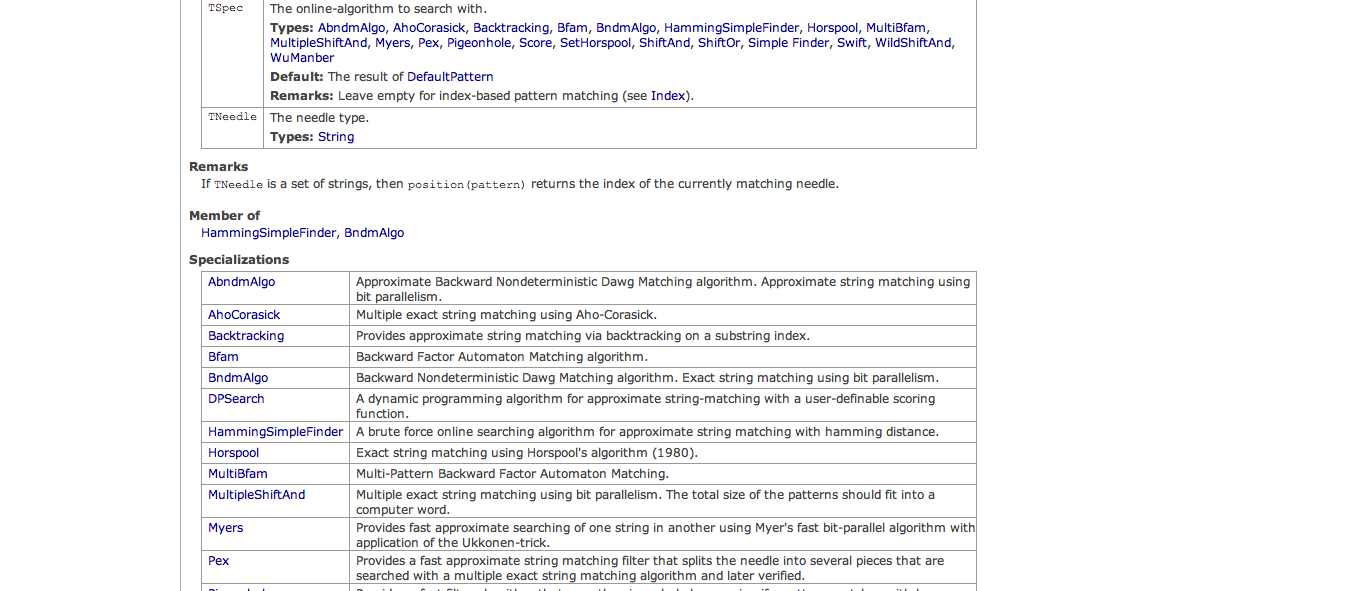 TSpec The online-algorithm to search with.
Types: AbndmAlgo, AhoCorasick, Backtracking, Bfam, BndmAlgo, HammingSimpleFinder, Horspool, MultiBfam,
MultipleShiftAnd, Myers, Pex, Pigeonhole, Score, SetHorspool, ShiftAnd, ShiftOr, Simple Finder, Swift, WildShiftAnd,
WuManber
Default: The result of DefaultPattern
Remarks: Leave empty for index-based pattern matching (see Index).
TNeedle The needle type.
Types: String
Remarks
If TNeedle is a set of strings, then position(pattern) returns the index of the currently matching needle.
Member of
HammingSimpleFinder, BndmAlgo
Specializations
AbndmAlgo Approximate Backward Nondeterministic Dawg Matching algorithm. Approximate string matching using
bit parallelism.
AhoCorasick Multiple exact string matching using Aho-Corasick.
Backtracking Provides approximate string matching via backtracking on a substring index.
Bfam Backward Factor Automaton Matching algorithm.
BndmAlgo Backward Nondeterministic Dawg Matching algorithm. Exact string matching using bit parallelism.
DPSearch A dynamic programming algorithm for approximate string-matching with a user-definable scoring
function.
HammingSimpleFinder A brute force online searching algorithm for approximate string matching with hamming distance.
Horspool Exact string matching using Horspool's algorithm (1980).
MultiBfam Multi-Pattern Backward Factor Automaton Matching.
MultipleShiftAnd Multiple exact string matching using bit parallelism. The total size of the patterns should fit into a
computer word.
Myers Provides fast approximate searching of one string in another using Myer's fast bit-parallel algorithm with
application of the Ukkonen-trick.
Pex Provides a fast approximate string matching filter that splits the needle into several pieces that are
searched with a multiple exact string matching algorithm and later verified.